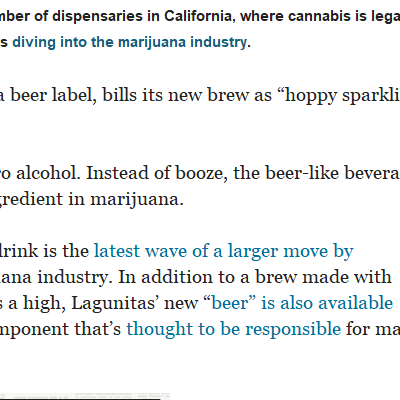 mber of dispensaries in California, where cannabis is lega
s diving into the marijuana industry.
a beer label, bills its new brew as “hoppy sparkli
o alcohol. Instead of booze, the beer-like bevera
gredient in marijuana.
drink is the latest wave of a larger move by
ana industry. In addition to a brew made with
s a high, Lagunitas’ new “beer” is also available
mponent that’s thought to be responsible for ma